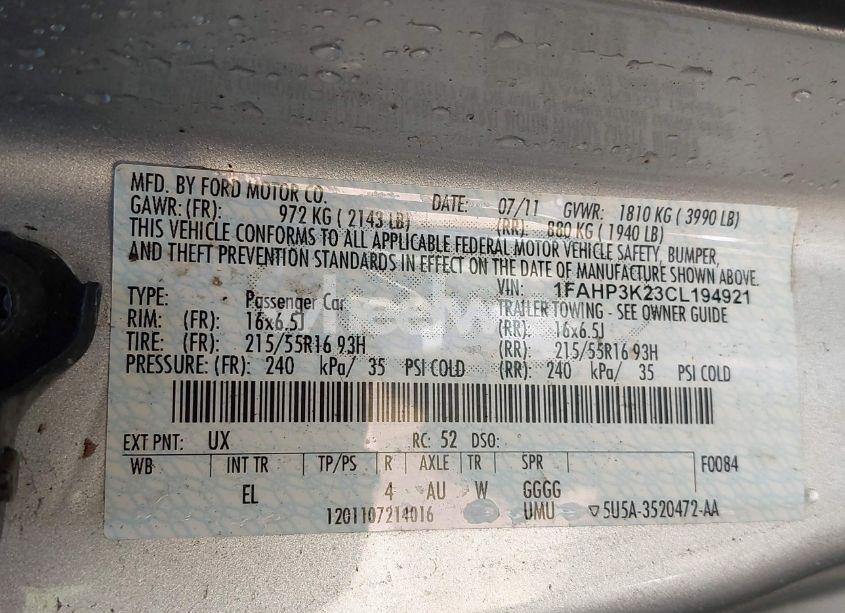 MFD. BY FORD MOTOR CO. DATE: 07/11 GVWR: 1810 KG ( 3990 LB)
GAWR: (FR): 972 KG ( 2143 LB) (RR): 880 KG ( 1940 LB)
THIS VEHICLE CONFORMS TO ALL APPLICABLE FEDERAL MOTOR VEHICLE SAFETY, BUMPER,
AND THEFT PREVENTION STANDARDS IN EFFECT ON THE DATE OF MANUFACTURE SHOWN ABOVE.
VIN: 1FAHP3K23CL194921
TYPE: Passenger Car TRAILER TOWING - SEE OWNER GUIDE
RIM: (FR): 16x6.5J (RR): 16x6.5J
TIRE: (FR): 215/55R16 93H (RR): 215/55R16 93H
PRESSURE: (FR): 240 kPa/ 35 PSI COLD (RR): 240 kPa/ 35 PSI COLD
EXT PNT: UX RC: 52 DSO:
WB INT TR TP/PS R AXLE TR SPR F0084
EL 4 AU W GGGG
1201107214016 UMU ▽5U5A-3520472-AA